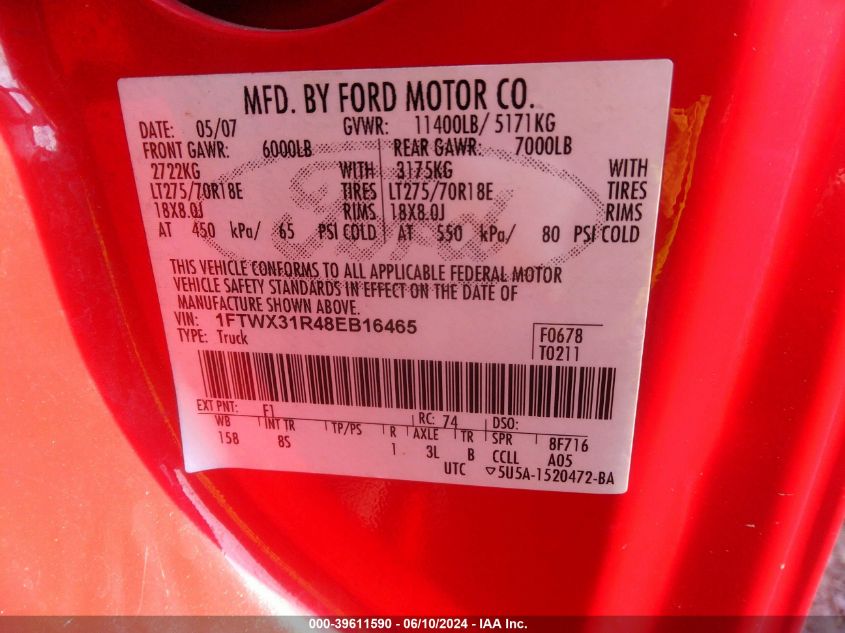 MFD. BY FORD MOTOR CO.
DATE: 05/07 GVWR: 11400LB/ 5171KG
FRONT GAWR: 6000LB REAR GAWR: 7000LB
2722KG WITH 3175KG WITH
LT275/70R18E TIRES LT275/70R18E TIRES
18X8.0J RIMS 18X8.0J RIMS
AT 450 kPa/ 65 PSI COLD AT 550 kPa/ 80 PSI COLD
Ford
THIS VEHICLE CONFORMS TO ALL APPLICABLE FEDERAL MOTOR
VEHICLE SAFETY STANDARDS IN EFFECT ON THE DATE OF
MANUFACTURE SHOWN ABOVE.
VIN: 1FTWX31R48EB16465
TYPE: Truck
F0678
T0211
EXT PNT: F1 RC: 74 DSO:
WB INT TR TP/PS R AXLE TR SPR 8F716
158 8S 1 3L B CCLL A05
UTC ▽5U5A-1520472-BA
000-39611590 - 06/10/2024 - IAA Inc.